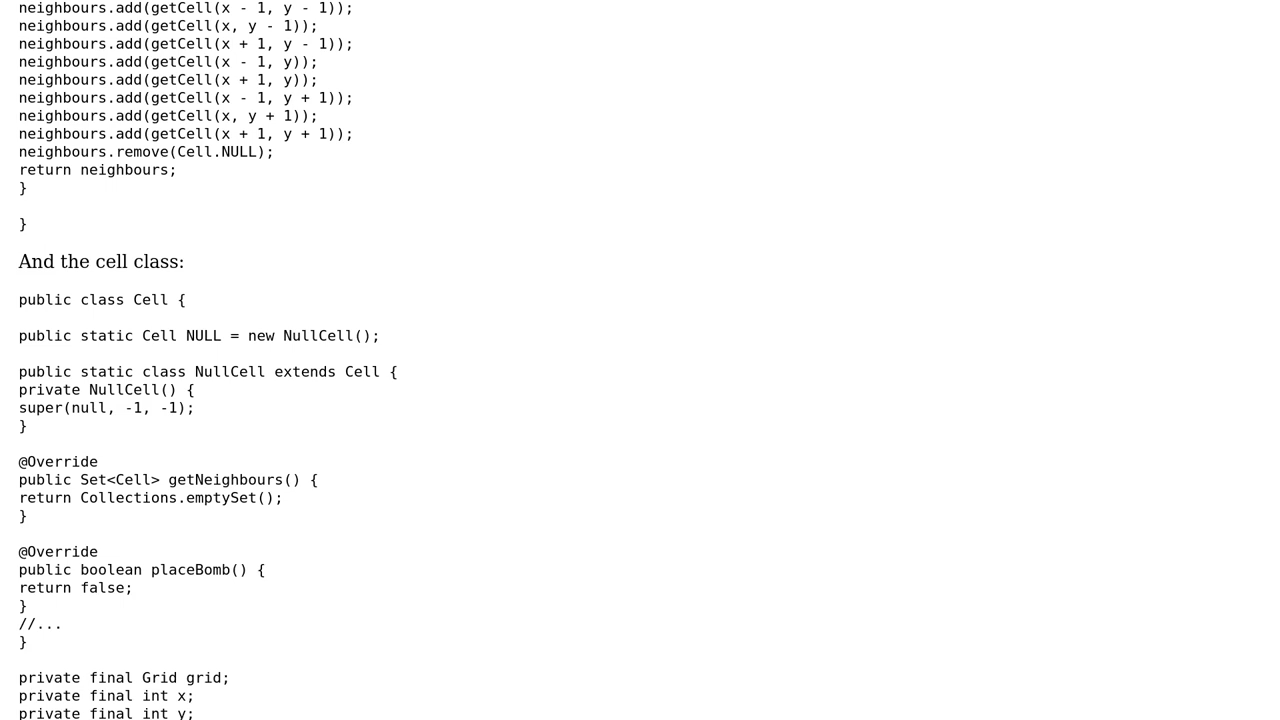 neighbours.add(getCell(x - 1, y - 1));
neighbours.add(getCell(x, y - 1));
neighbours.add(getCell(x + 1, y - 1));
neighbours.add(getCell(x - 1, y));
neighbours.add(getCell(x + 1, y));
neighbours.add(getCell(x - 1, y + 1));
neighbours.add(getCell(x, y + 1));
neighbours.add(getCell(x + 1, y + 1));
neighbours.remove(Cell.NULL);
return neighbours;
}
}
And the cell class:
public class Cell {
public static Cell NULL = new NullCell();
public static class NullCell extends Cell {
private NullCell() {
super(null, -1, -1);
}
@Override
public Set<Cell> getNeighbours() {
return Collections.emptySet();
}
@Override
public boolean placeBomb() {
return false;
}
//...
}
private final Grid grid;
private final int x;
private final int y;